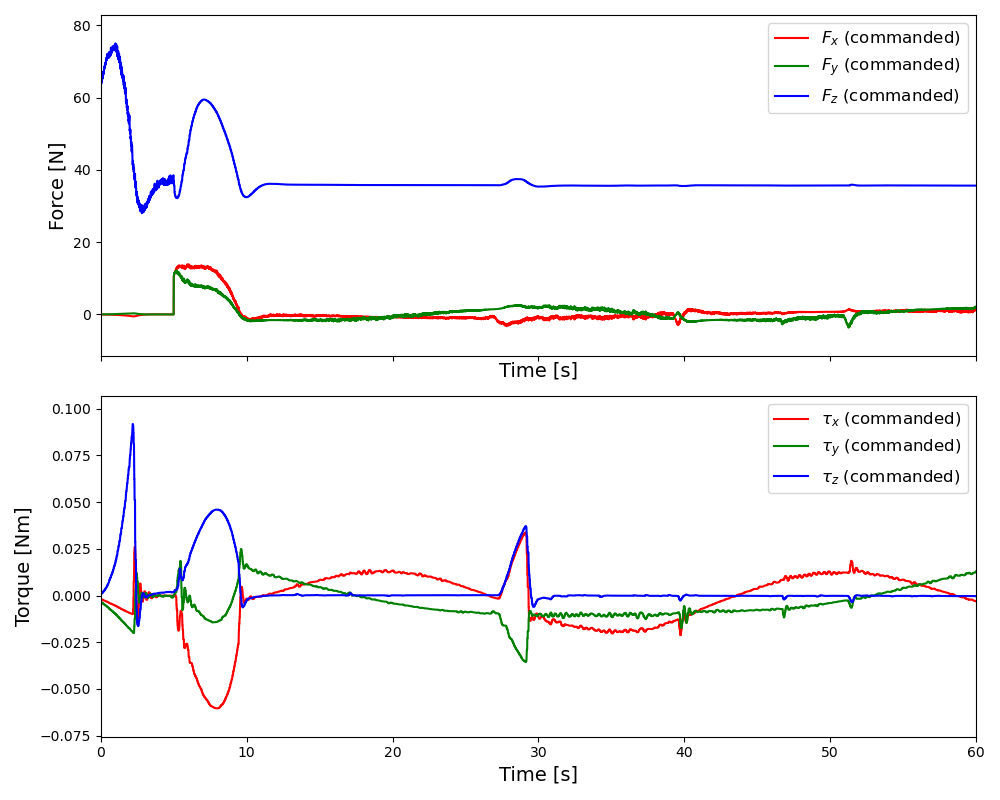 80
60
40
20
0
Force [N]
F_x (commanded)
F_y (commanded)
F_z (commanded)
Time [s]
0.100
0.075
0.050
0.025
0.000
−0.025
−0.050
−0.075
Torque [Nm]
τ_x (commanded)
τ_y (commanded)
τ_z (commanded)
0 10 20 30 40 50 60
Time [s]